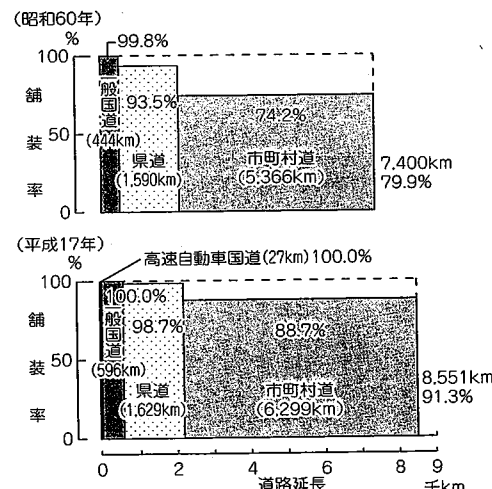 (昭和60年)
%
99.8%
100
舗装率
50
0
一般国道
(444km)
93.5%
県道
(1,590km)
74.2%
市町村道
(5,366km)
7,400km
79.9%
(平成17年)
%
高速自動車国道(27km)100.0%
100
舗装率
50
0
100.0%
一般国道
(596km)
98.7%
県道
(1,629km)
88.7%
市町村道
(6,299km)
8,551km
91.3%
0 2 4 6 8 9
道路延長
千km